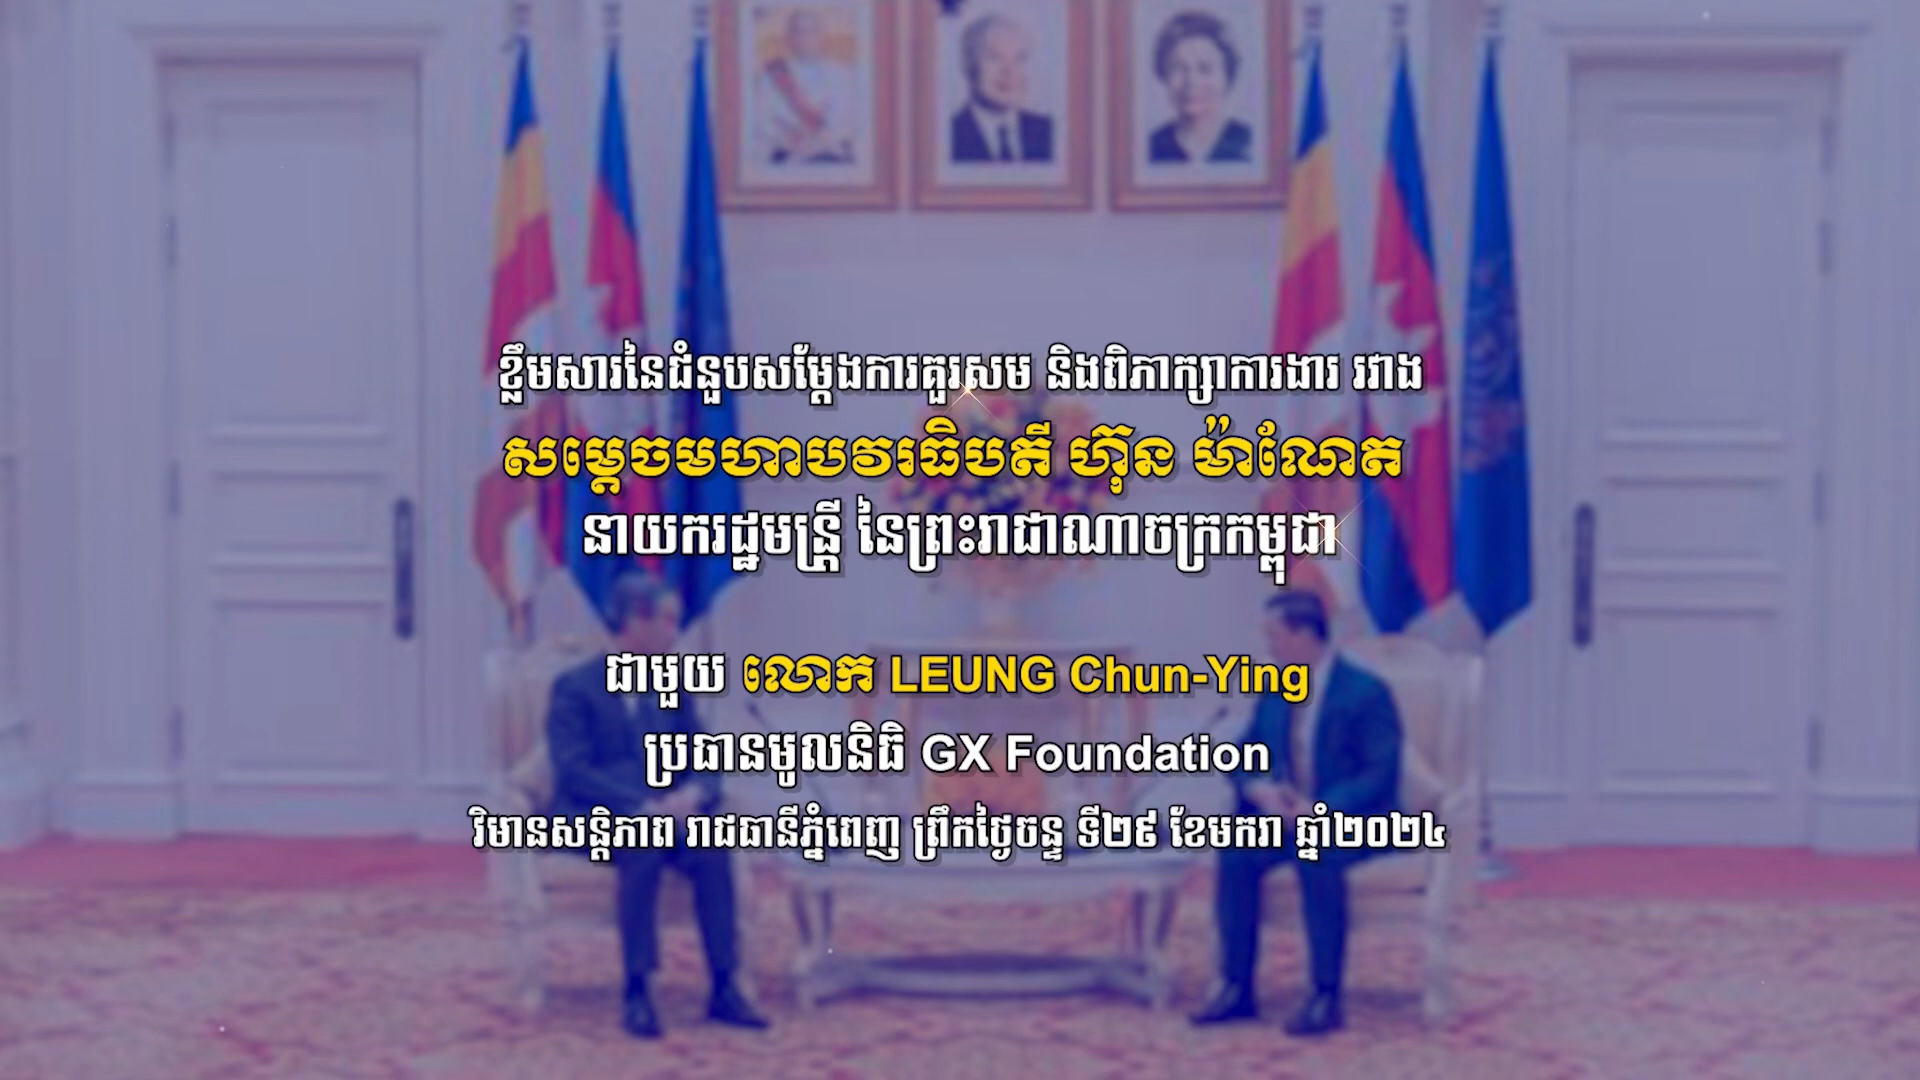 ខ្លឹមសារនៃជំនួបសម្តែងការគួរសម និងពិភាក្សាការងារ រវាង
សម្តេចមហាបវរធិបតី ហ៊ុន ម៉ាណែត
នាយករដ្ឋមន្ត្រី នៃព្រះរាជាណាចក្រកម្ពុជា
ជាមួយ លោក LEUNG Chun-Ying
ប្រធានមូលនិធិ GX Foundation
វិមានសន្តិភាព រាជធានីភ្នំពេញ ព្រឹកថ្ងៃចន្ទ ទី២៩ ខែមករា ឆ្នាំ២០២៤